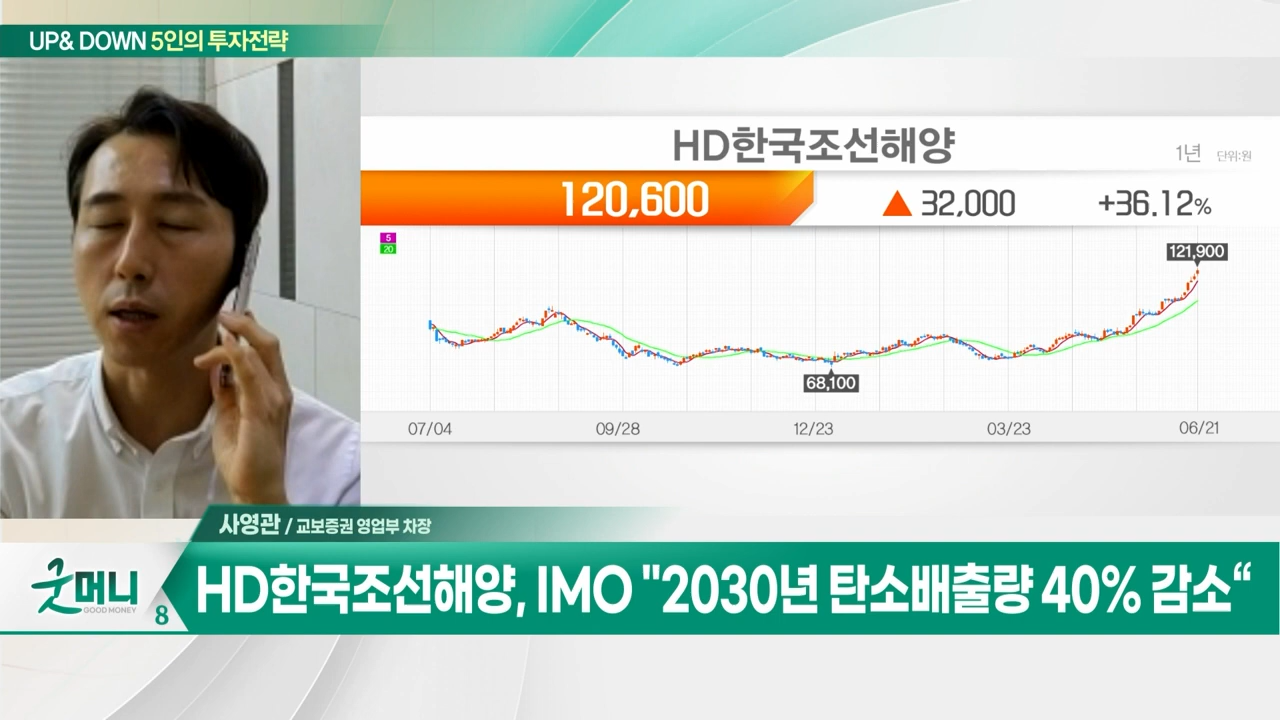 UP& DOWN 5인의 투자전략
HD한국조선해양
1년 단위:원
120,600 ▲ 32,000 +36.12%
5
20
121,900
68,100
07/04 09/28 12/23 03/23 06/21
사영관 / 교보증권 영업부 차장
굿머니
GOOD MONEY
8
HD한국조선해양, IMO "2030년 탄소배출량 40% 감소“